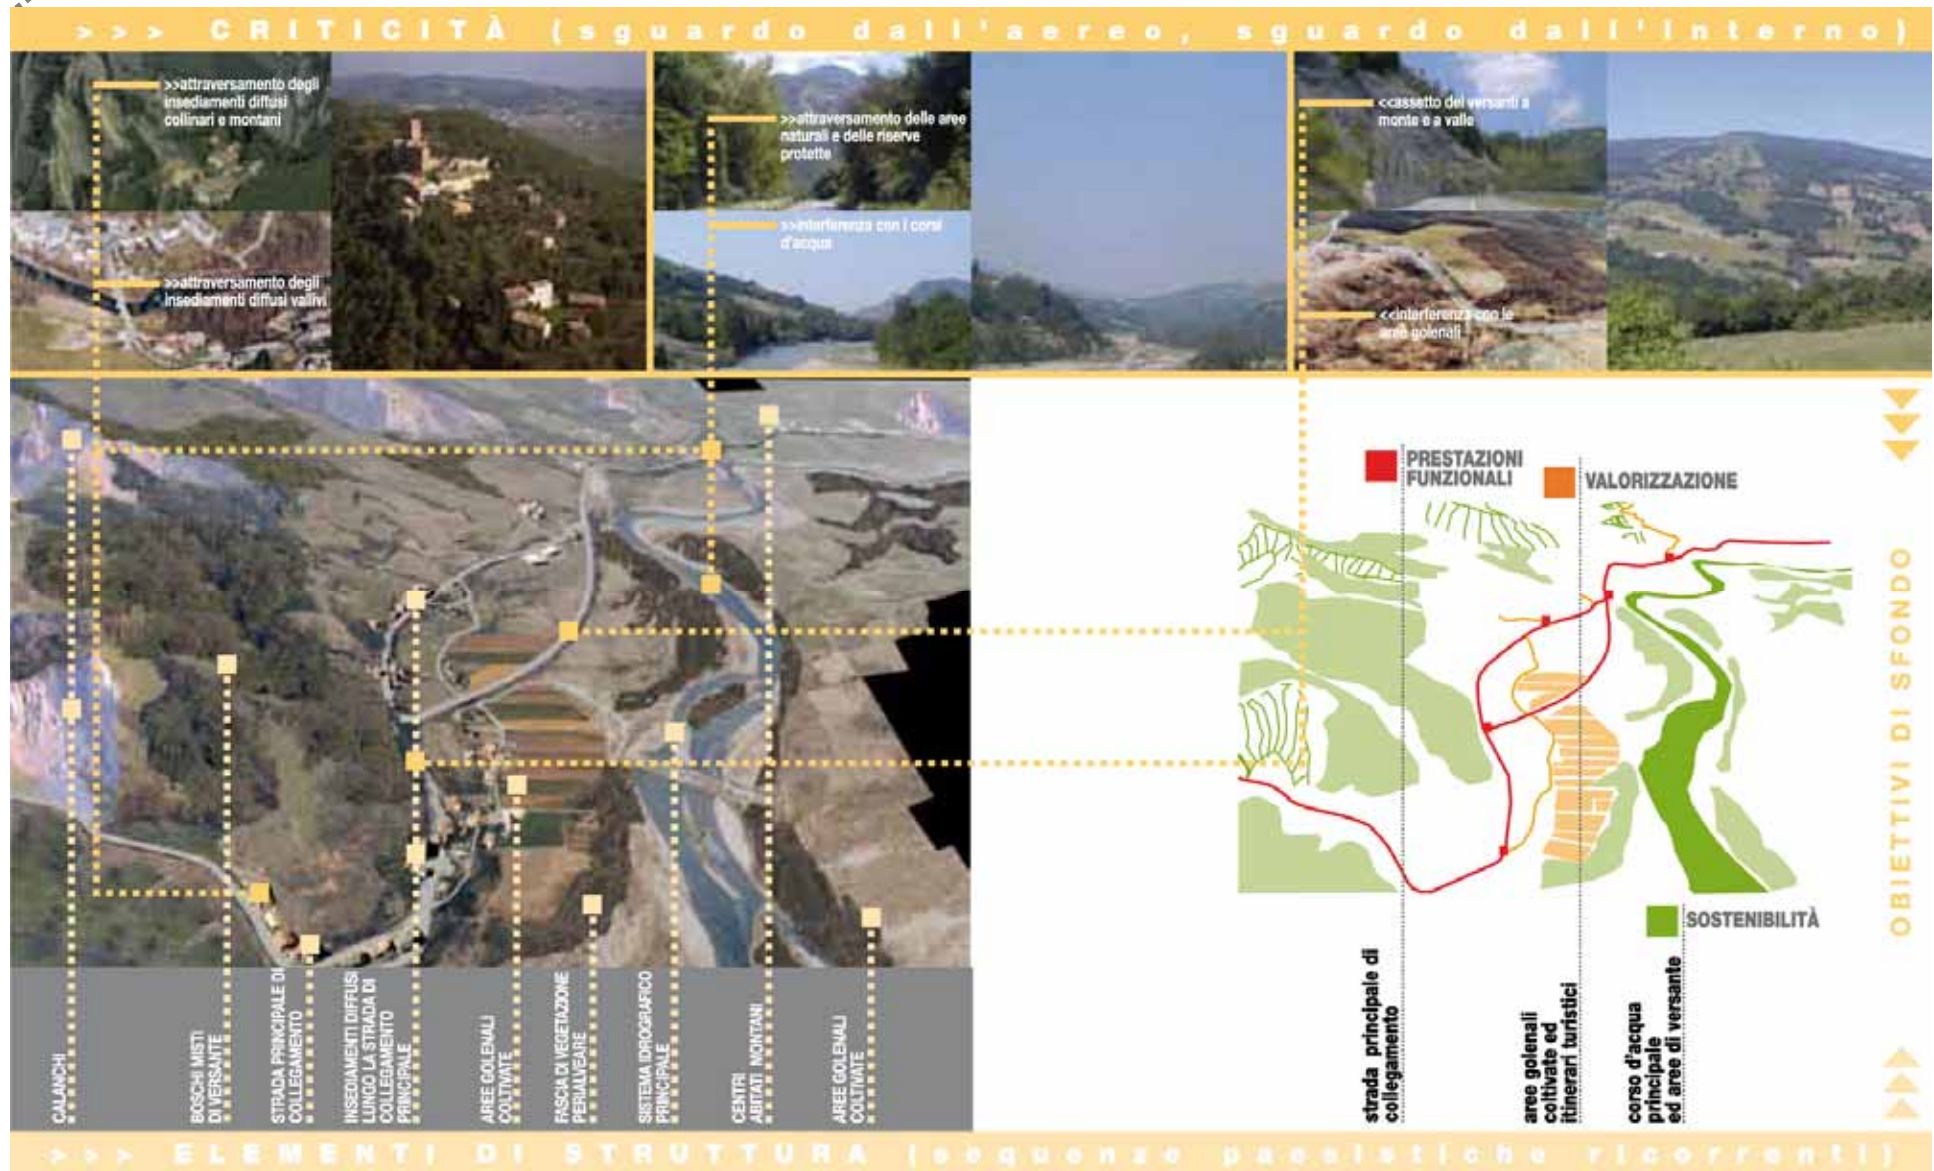 >>> CRITICITÀ (sguardo dall'aereo, sguardo dall'interno)
>>attraversamento degli
insediamenti diffusi
collinari e montani
>>attraversamento degli
insediamenti diffusi vallivi
>>attraversamento delle aree
naturali e delle riserve
protette
>>interferenza con i corsi
d'acqua
<<assetto dei versanti a
monte e a valle
<<interferenza con le
aree golenali
PRESTAZIONI
FUNZIONALI
VALORIZZAZIONE
SOSTENIBILITÀ
OBIETTIVI DI SFONDO
CALANCHI
BOSCHI MISTI
DI VERSANTE
STRADA PRINCIPALE DI
COLLEGAMENTO
INSEDIAMENTI DIFFUSI
LUNGO LA STRADA DI
COLLEGAMENTO
PRINCIPALE
AREE GOLENALI
COLTIVATE
FASCIA DI VEGETAZIONE
PERIALVEARE
SISTEMA IDROGRAFICO
PRINCIPALE
CENTRI
ABITATI MONTANI
AREE GOLENALI
COLTIVATE
strada principale di
collegamento
aree golenali
coltivate ed
itinerari turistici
corso d'acqua
principale
ed aree di versante
>>> ELEMENTI DI STRUTTURA (sequenze paesistiche ricorrenti)